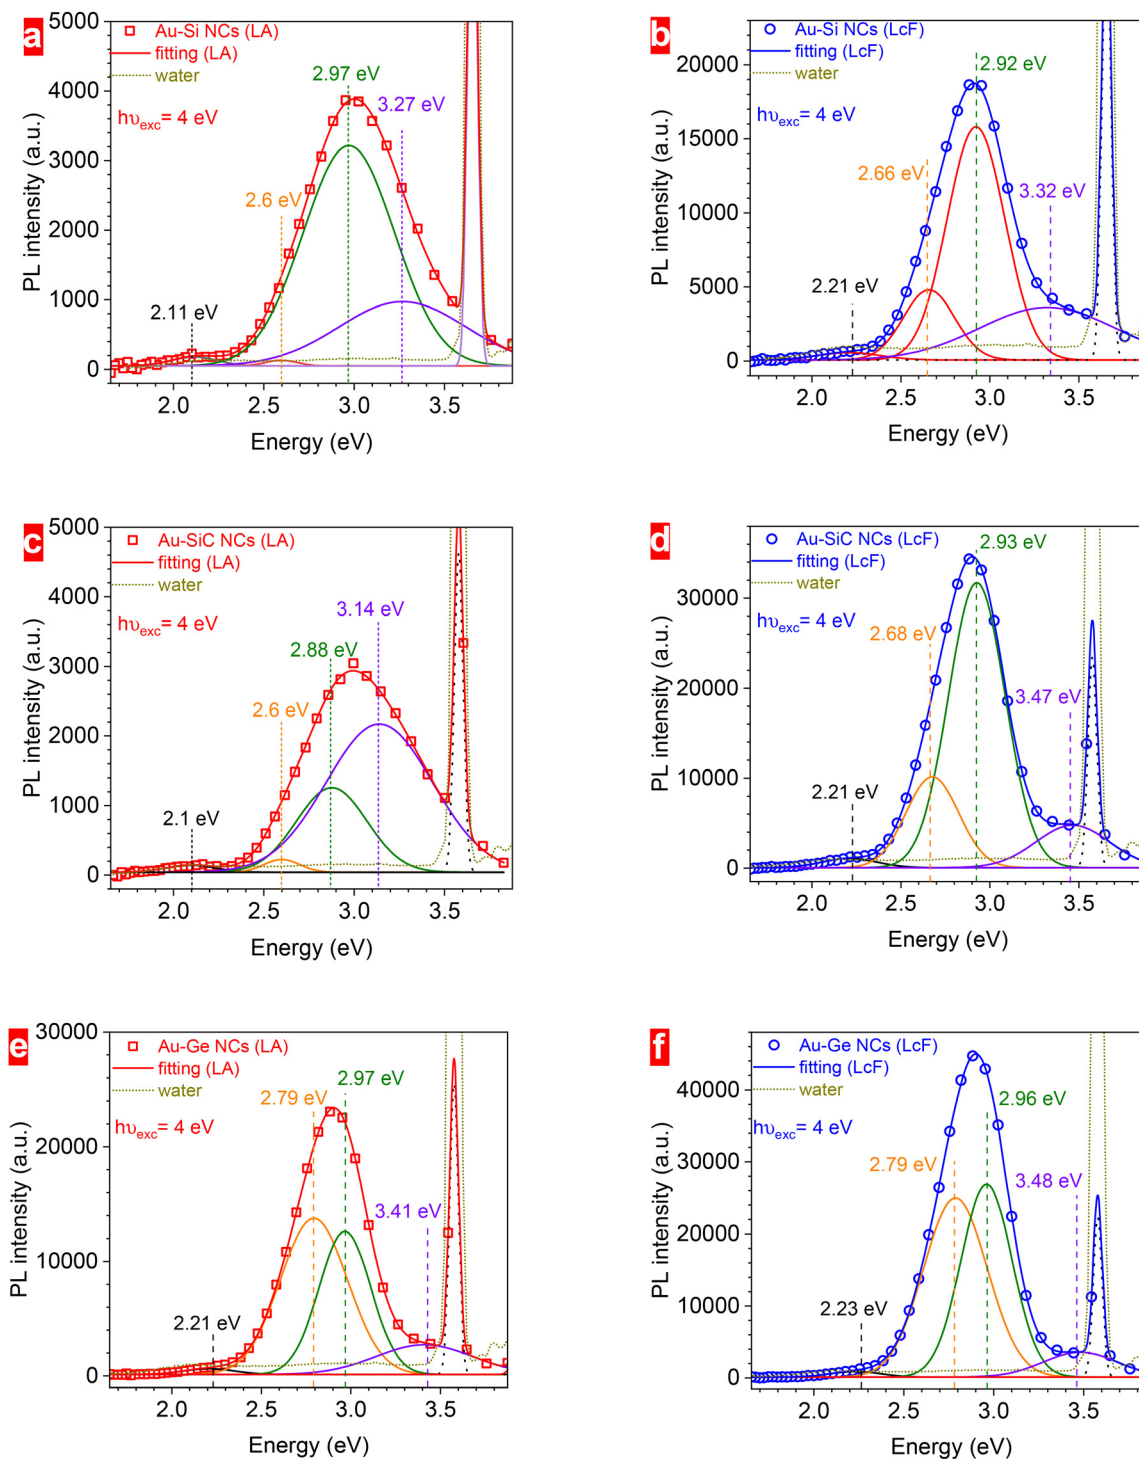 a
Au-Si NCs (LA)
fitting (LA)
water
hυexc= 4 eV
2.97 eV
3.27 eV
2.6 eV
2.11 eV
5000
4000
3000
2000
1000
0
PL intensity (a.u.)
2.0 2.5 3.0 3.5
Energy (eV)
b
Au-Si NCs (LcF)
fitting (LcF)
water
hυexc= 4 eV
2.92 eV
2.66 eV
3.32 eV
2.21 eV
20000
15000
10000
5000
0
PL intensity (a.u.)
2.0 2.5 3.0 3.5
Energy (eV)
c
Au-SiC NCs (LA)
fitting (LA)
water
hυexc= 4 eV
3.14 eV
2.88 eV
2.6 eV
2.1 eV
5000
4000
3000
2000
1000
0
PL intensity (a.u.)
2.0 2.5 3.0 3.5
Energy (eV)
d
Au-SiC NCs (LcF)
fitting (LcF)
water
hυexc= 4 eV
2.93 eV
2.68 eV
3.47 eV
2.21 eV
30000
20000
10000
0
PL intensity (a.u.)
2.0 2.5 3.0 3.5
Energy (eV)
e
Au-Ge NCs (LA)
fitting (LA)
water
hυexc= 4 eV
2.97 eV
2.79 eV
3.41 eV
2.21 eV
30000
20000
10000
0
PL intensity (a.u.)
2.0 2.5 3.0 3.5
Energy (eV)
f
Au-Ge NCs (LcF)
fitting (LcF)
water
hυexc= 4 eV
2.96 eV
2.79 eV
3.48 eV
2.23 eV
40000
30000
20000
10000
0
PL intensity (a.u.)
2.0 2.5 3.0 3.5
Energy (eV)